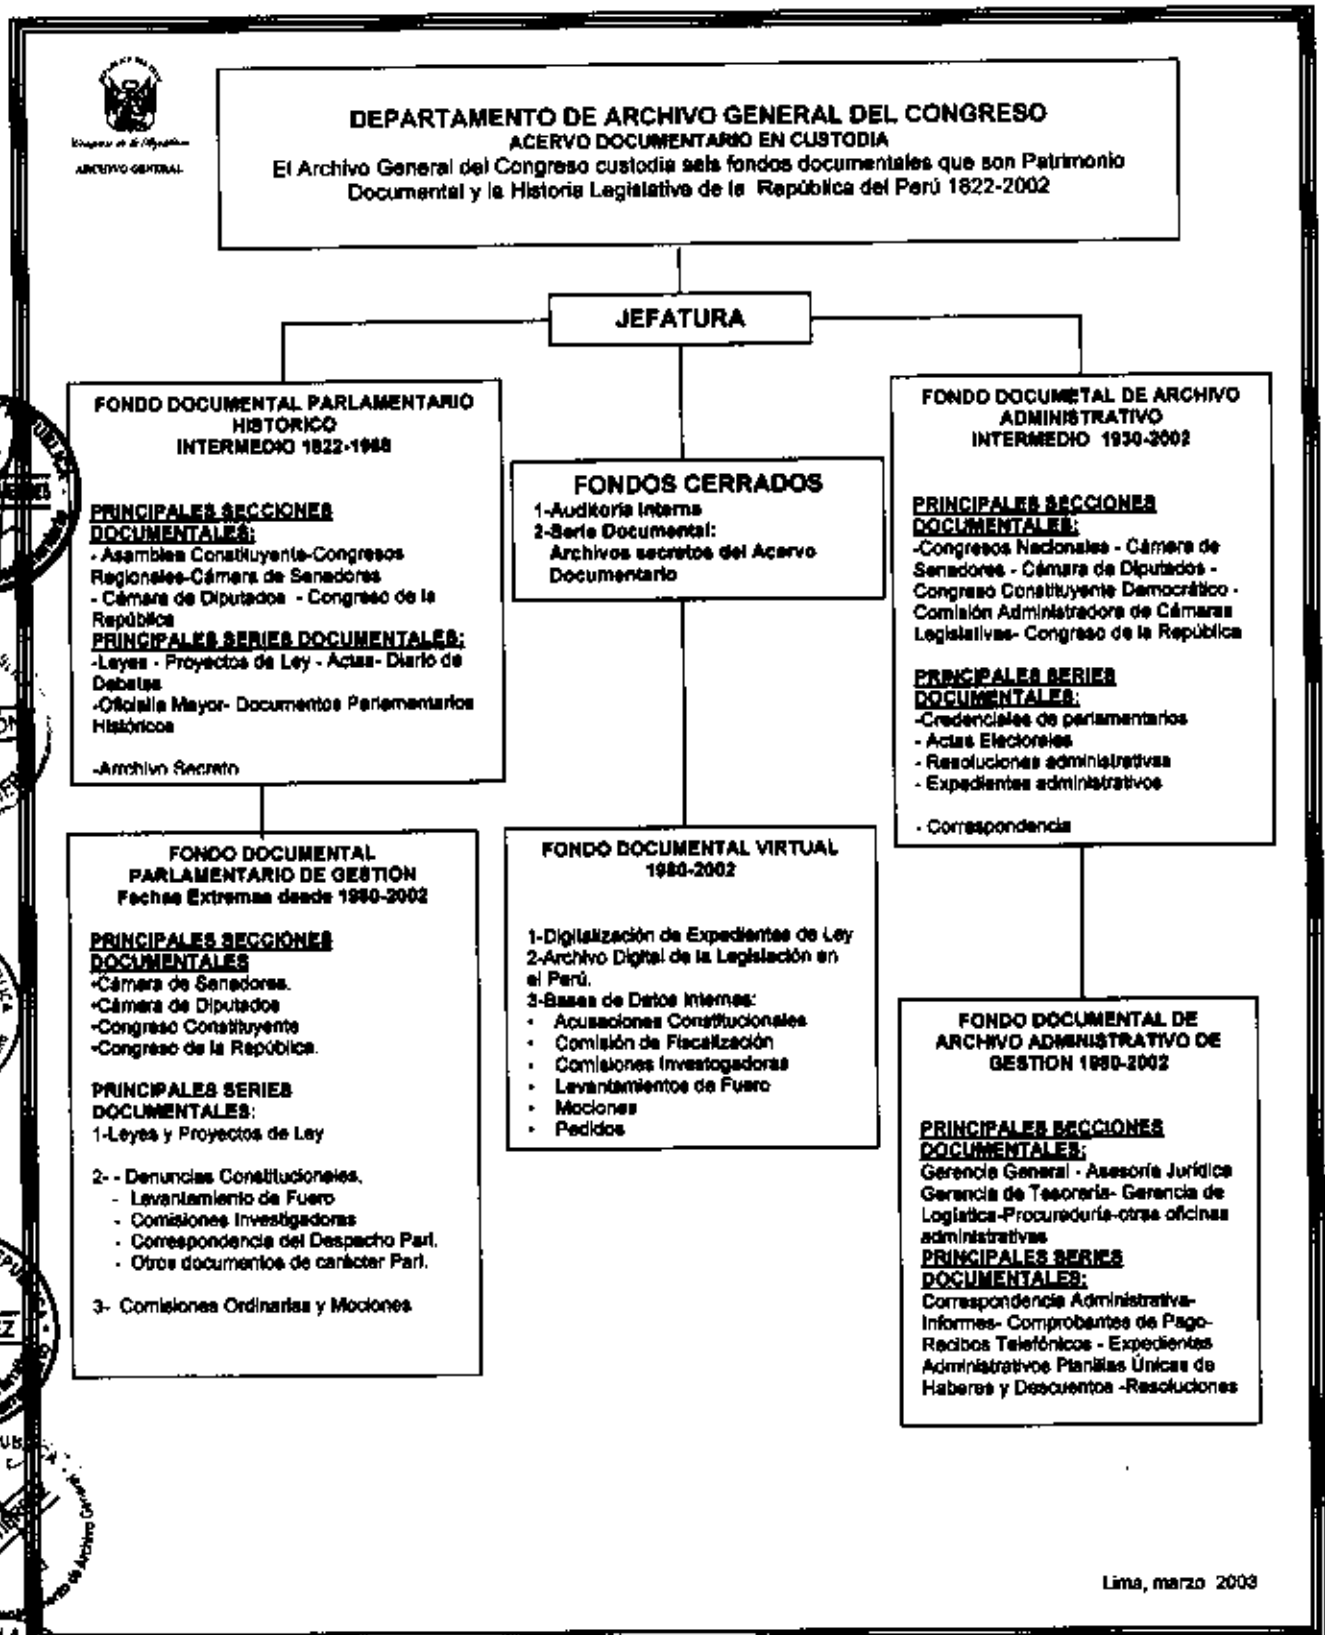 ARCHIVO GENERAL
DEPARTAMENTO DE ARCHIVO GENERAL DEL CONGRESO
ACERVO DOCUMENTARIO EN CUSTODIA
El Archivo General del Congreso custodia seis fondos documentales que son Patrimonio
Documental y la Historia Legislativa de la República del Perú 1822-2002
JEFATURA
FONDO DOCUMENTAL PARLAMENTARIO
HISTÓRICO
INTERMEDIO 1822-1968
PRINCIPALES SECCIONES
DOCUMENTALES:
- Asamblea Constituyente-Congresos
Regionales-Cámara de Senadores
- Cámara de Diputados - Congreso de la
República
PRINCIPALES SERIES DOCUMENTALES:
-Leyes - Proyectos de Ley - Actas- Diario de
Debates
-Oficialía Mayor- Documentos Parlamentarios
Históricos
-Arrchivo Secreto
FONDOS CERRADOS
1-Auditoría Interna
2-Serie Documental:
Archivos secretos del Acervo
Documentario
FONDO DOCUMETAL DE ARCHIVO
ADMINISTRATIVO
INTERMEDIO 1930-2002
PRINCIPALES SECCIONES
DOCUMENTALES:
-Congresos Nacionales - Cámara de
Senadores - Cámara de Diputados -
Congreso Constituyente Democrático -
Comisión Administradora de Cámaras
Legislativas- Congreso de la República
PRINCIPALES SERIES
DOCUMENTALES:
-Credenciales de parlamentarios
- Actas Electorales
- Resoluciones administrativas
- Expedientes administrativos
- Correspondencia
FONDO DOCUMENTAL
PARLAMENTARIO DE GESTION
Fechas Extremas desde 1980-2002
PRINCIPALES SECCIONES
DOCUMENTALES
•Cámara de Senadores.
•Cámara de Diputados
•Congreso Constituyente
•Congreso de la República.
PRINCIPALES SERIES
DOCUMENTALES:
1-Leyes y Proyectos de Ley
2- - Denuncias Constitucionales.
- Levantamiento de Fuero
- Comisiones Investigadoras
- Correspondencia del Despacho Parl.
- Otros documentos de carácter Parl.
3- Comisiones Ordinarias y Mociones
FONDO DOCUMENTAL VIRTUAL
1980-2002
1-Digitalización de Expedientes de Ley
2-Archivo Digital de la Legislación en
el Perú.
3-Bases de Datos Internas:
• Acusaciones Constitucionales
• Comisión de Fiscalización
• Comisiones Investogadoras
• Levantamientos de Fuero
• Mociones
• Pedidos
FONDO DOCUMENTAL DE
ARCHIVO ADMINISTRATIVO DE
GESTION 1980-2002
PRINCIPALES SECCIONES
DOCUMENTALES:
Gerencia General - Asesoría Jurídica
Gerencia de Tesorería- Gerencia de
Logística-Procuraduría-otras oficinas
administrativas
PRINCIPALES SERIES
DOCUMENTALES:
Correspondencia Administrativa-
Informes- Comprobantes de Pago-
Recibos Telefónicos - Expedientes
Administrativos Planillas Únicas de
Haberes y Descuentos -Resoluciones
Lima, marzo 2003